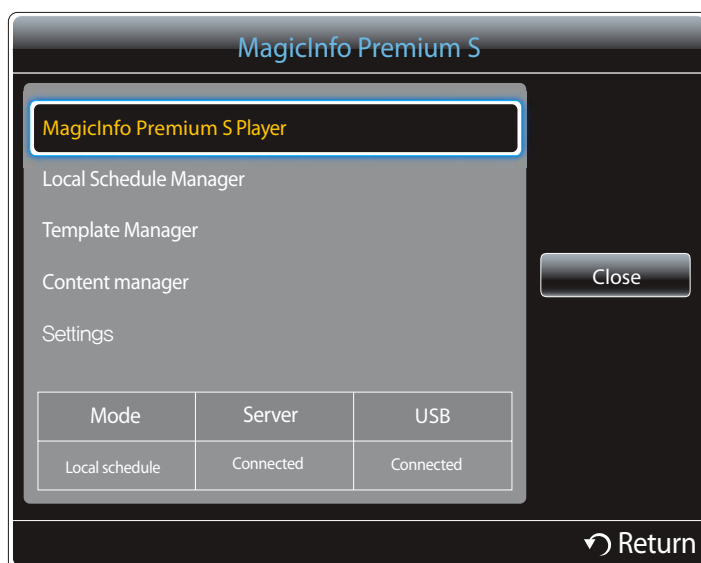 MagicInfo Premium S
MagicInfo Premium S Player
Local Schedule Manager
Template Manager
Content manager
Settings
Close
Mode Server USB
Local schedule Connected Connected
Return